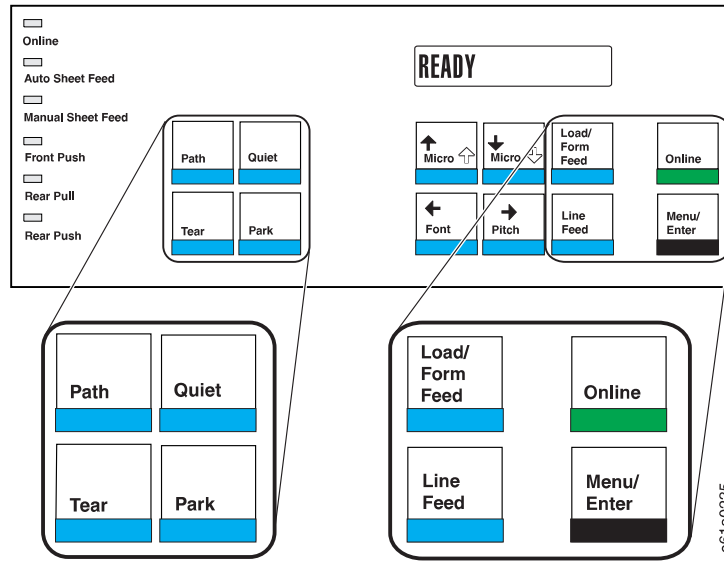 Online
Auto Sheet Feed
Manual Sheet Feed
Front Push
Rear Pull
Rear Push
READY
Path
Quiet
Tear
Park
Micro
Micro
Load/
Form
Feed
Online
Font
Pitch
Line
Feed
Menu/
Enter
Path
Quiet
Tear
Park
Load/
Form
Feed
Online
Line
Feed
Menu/
Enter